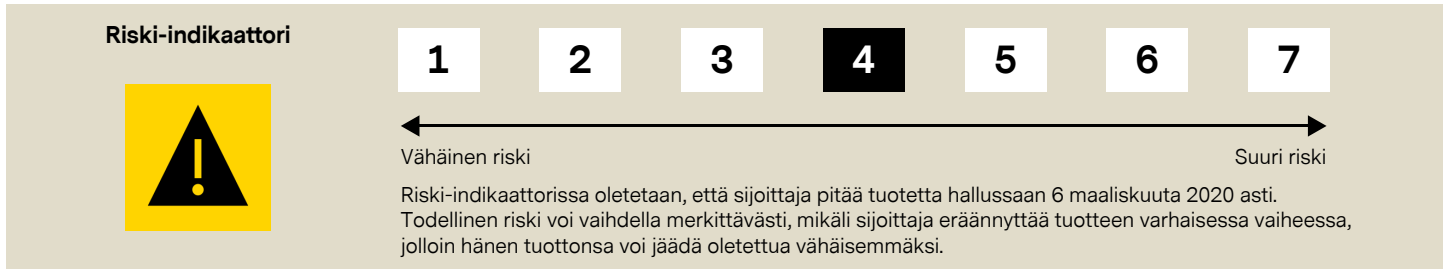 Riski-indikaattori
1 2 3 4 5 6 7
Vähäinen riski Suuri riski
Riski-indikaattorissa oletetaan, että sijoittaja pitää tuotetta hallussaan 6 maaliskuuta 2020 asti.
Todellinen riski voi vaihdella merkittävästi, mikäli sijoittaja eräännyttää tuotteen varhaisessa vaiheessa,
jolloin hänen tuottonsa voi jäädä oletettua vähäisemmäksi.